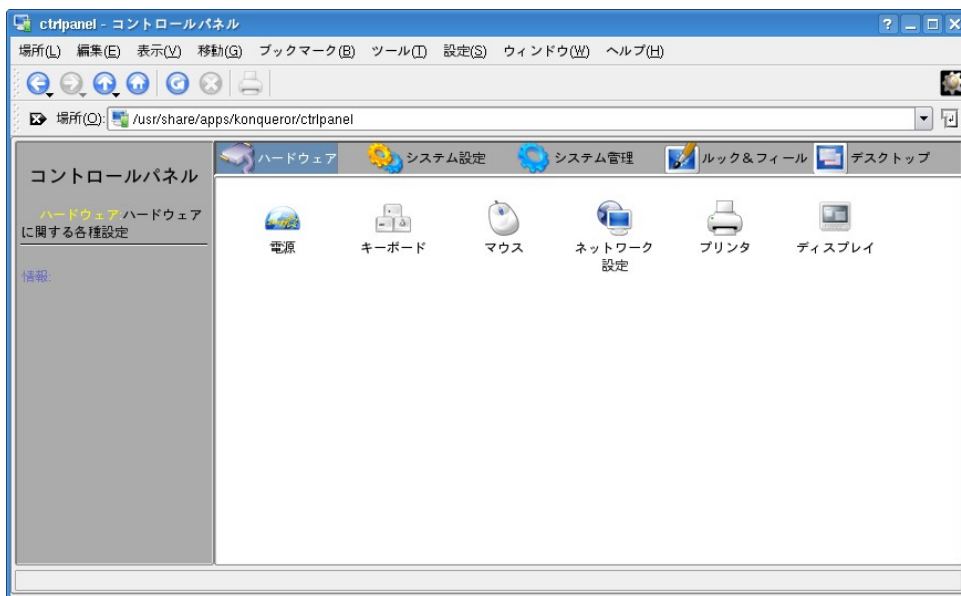 ctrlpanel - コントロールパネル
場所(L) 編集(E) 表示(V) 移動(G) ブックマーク(B) ツール(T) 設定(S) ウィンドウ(W) ヘルプ(H)
場所(O): /usr/share/apps/konqueror/ctrlpanel
コントロールパネル
ハードウェア:ハードウェア
に関する各種設定
情報:
ハードウェア システム設定 システム管理 ルック&フィール デスクトップ
電源 キーボード マウス ネットワーク プリンタ ディスプレイ
設定